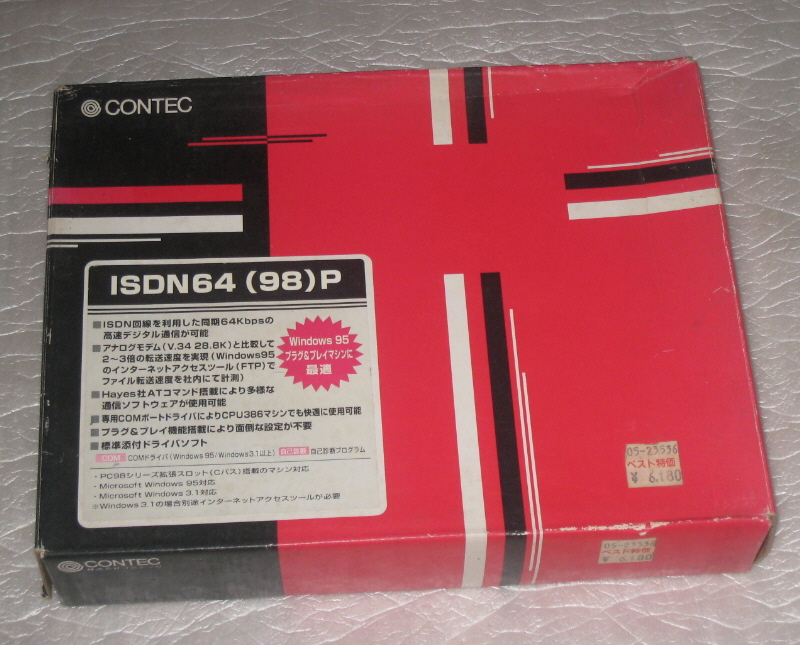 CONTEC
ISDN64 (98)P
■ISDN回線を利用した同期64Kbpsの
高速デジタル通信が可能
■アナログモデム(V.34 28.8K)と比較して
2〜3倍の転送速度を実現(Windows95
のインターネットアクセスツール(FTP)で
ファイル転送速度を社内にて計測)
■Hayes社ATコマンド搭載により多様な
通信ソフトウェアが使用可能
■専用COMポートドライバによりCPU386マシンでも快適に使用可能
■プラグ&プレイ機能搭載により面倒な設定が不要
■標準添付ドライバソフト
COM COMドライバ(Windows 95/Windows3.1以上) 自己診断 自己診断プログラム
・PC98シリーズ拡張スロット(Cバス)搭載のマシン対応
・Microsoft Windows 95対応
・Microsoft Windows 3.1対応
※Windows 3.1の場合別途インターネットアクセスツールが必要
Windows 95
プラグ&プレイマシンに
最適
05-23536
ベスト特価
¥ 6,180
CONTEC
05-23536
ベスト特価
¥ 6,180